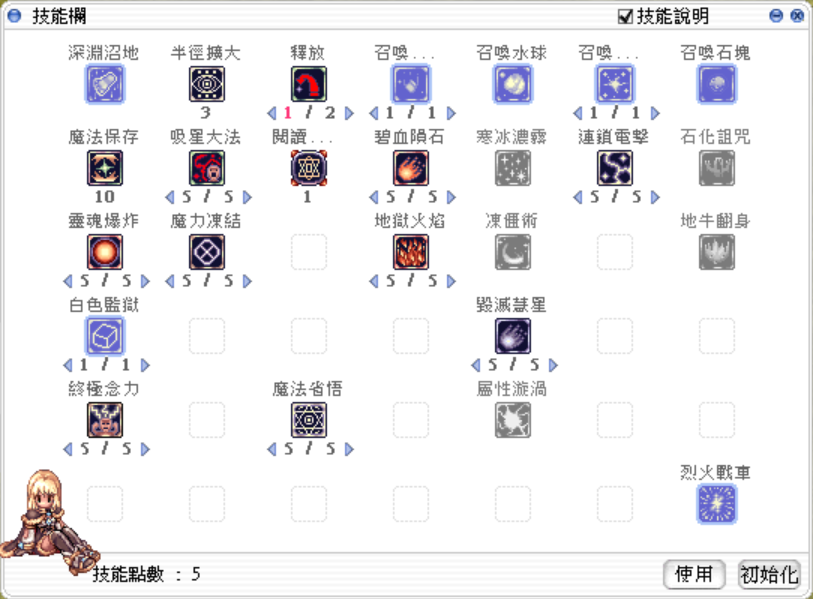 技能欄 技能說明
深淵沼地 半徑擴大 釋放 召喚... 召喚水球 召喚... 召喚石塊
3 1 / 2 1 / 1 1 / 1
魔法保存 吸星大法 閱讀... 碧血隕石 寒冰濃霧 連鎖電擊 石化詛咒
10 5 / 5 1 5 / 5 5 / 5
靈魂爆炸 魔力凍結 地獄火焰 凍僵術 地牛翻身
5 / 5 5 / 5 5 / 5
白色監獄 毀滅彗星
1 / 1 5 / 5
終極念力 魔法省悟 屬性漩渦
5 / 5 5 / 5
烈火戰車
技能點數 : 5 使用 初始化